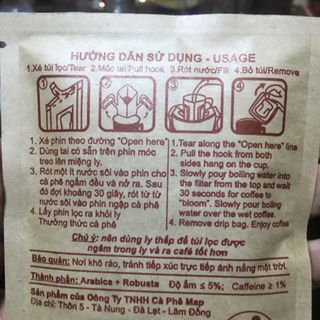 HƯỚNG DẪN SỬ DỤNG - USAGE
1.Xé túi lọc/Tear 2.Móc tai/Pull hook 3.Rót nước/Fill 4.Bỏ túi/Remove
1. Xé phin theo đường "Open here"
2. Dùng tai có sẵn trên phin móc
treo lên miệng ly.
3. Rót một ít nước sôi vào phin cho
cà phê ngấm đều và nở ra. Sau
đó đợi khoảng 30 giây, rót từ từ
nước sôi vào phin ngập cà phê
4. Lấy phin lọc ra khỏi ly
Thưởng thức cà phê
1. Tear along the "Open here" line
2. Pull the hook from both
sides hang on the cup.
3. Slowly pour boiling water into
the filter from the top and wait
30 seconds for coffee to
"bloom". Slowly pour boiling
water over the wet coffee.
4. Remove drip bag. Enjoy coffee
Chú ý: nên dùng ly thấp để túi lọc được
ngâm trong ly và ra cafe tốt hơn
Bảo quản: Nơi khô ráo, tránh tiếp xúc trực tiếp ánh nắng mặt trời.
Thành phần: Arabica + Robusta Độ ẩm ≤ 5%; Caffeine ≥ 1%
Sản phẩm của Công Ty TNHH Cà Phê Map
Địa chỉ: Thôn 5 - Tà Nung - Đà Lạt - Lâm Đồng